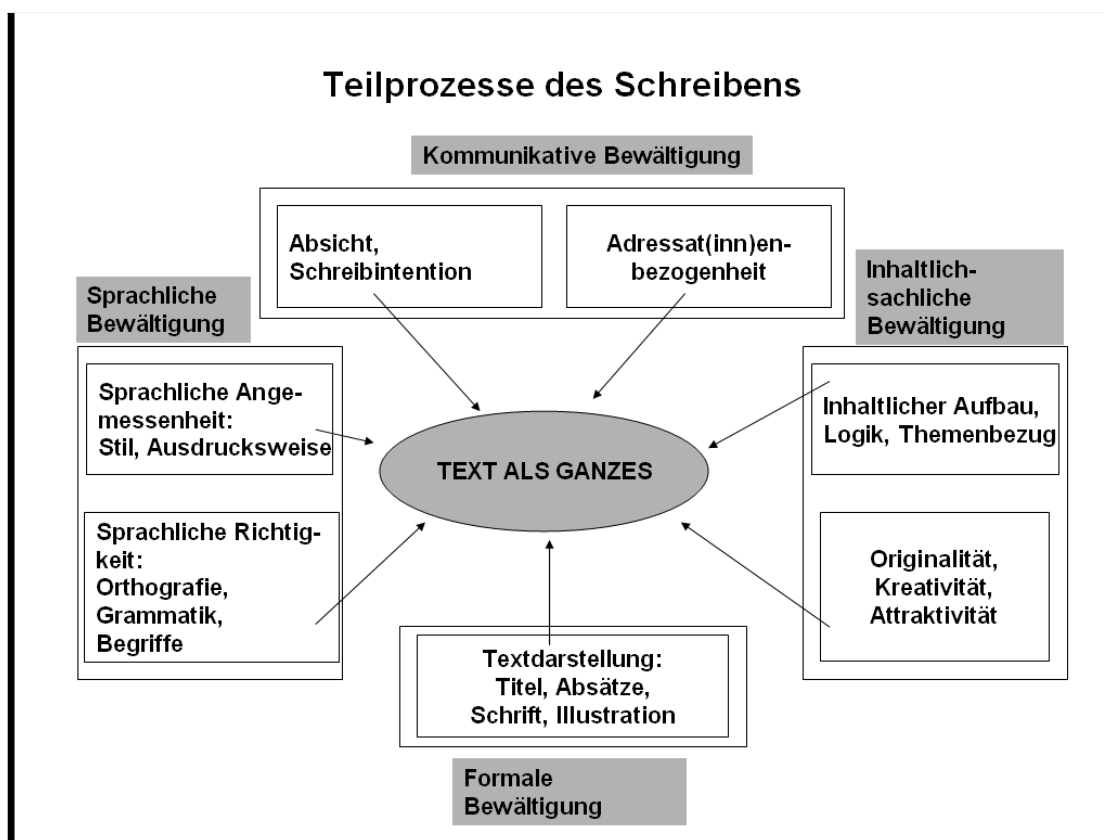 Teilprozesse des Schreibens
Kommunikative Bewältigung
Absicht,
Schreibintention
Adressat(inn)en-
bezogenheit
Sprachliche
Bewältigung
Sprachliche Ange-
messenheit:
Stil, Ausdrucksweise
Sprachliche Richtig-
keit:
Orthografie,
Grammatik,
Begriffe
Inhaltlich-
sachliche
Bewältigung
Inhaltlicher Aufbau,
Logik, Themenbezug
Originalität,
Kreativität,
Attraktivität
TEXT ALS GANZES
Textdarstellung:
Titel, Absätze,
Schrift, Illustration
Formale
Bewältigung